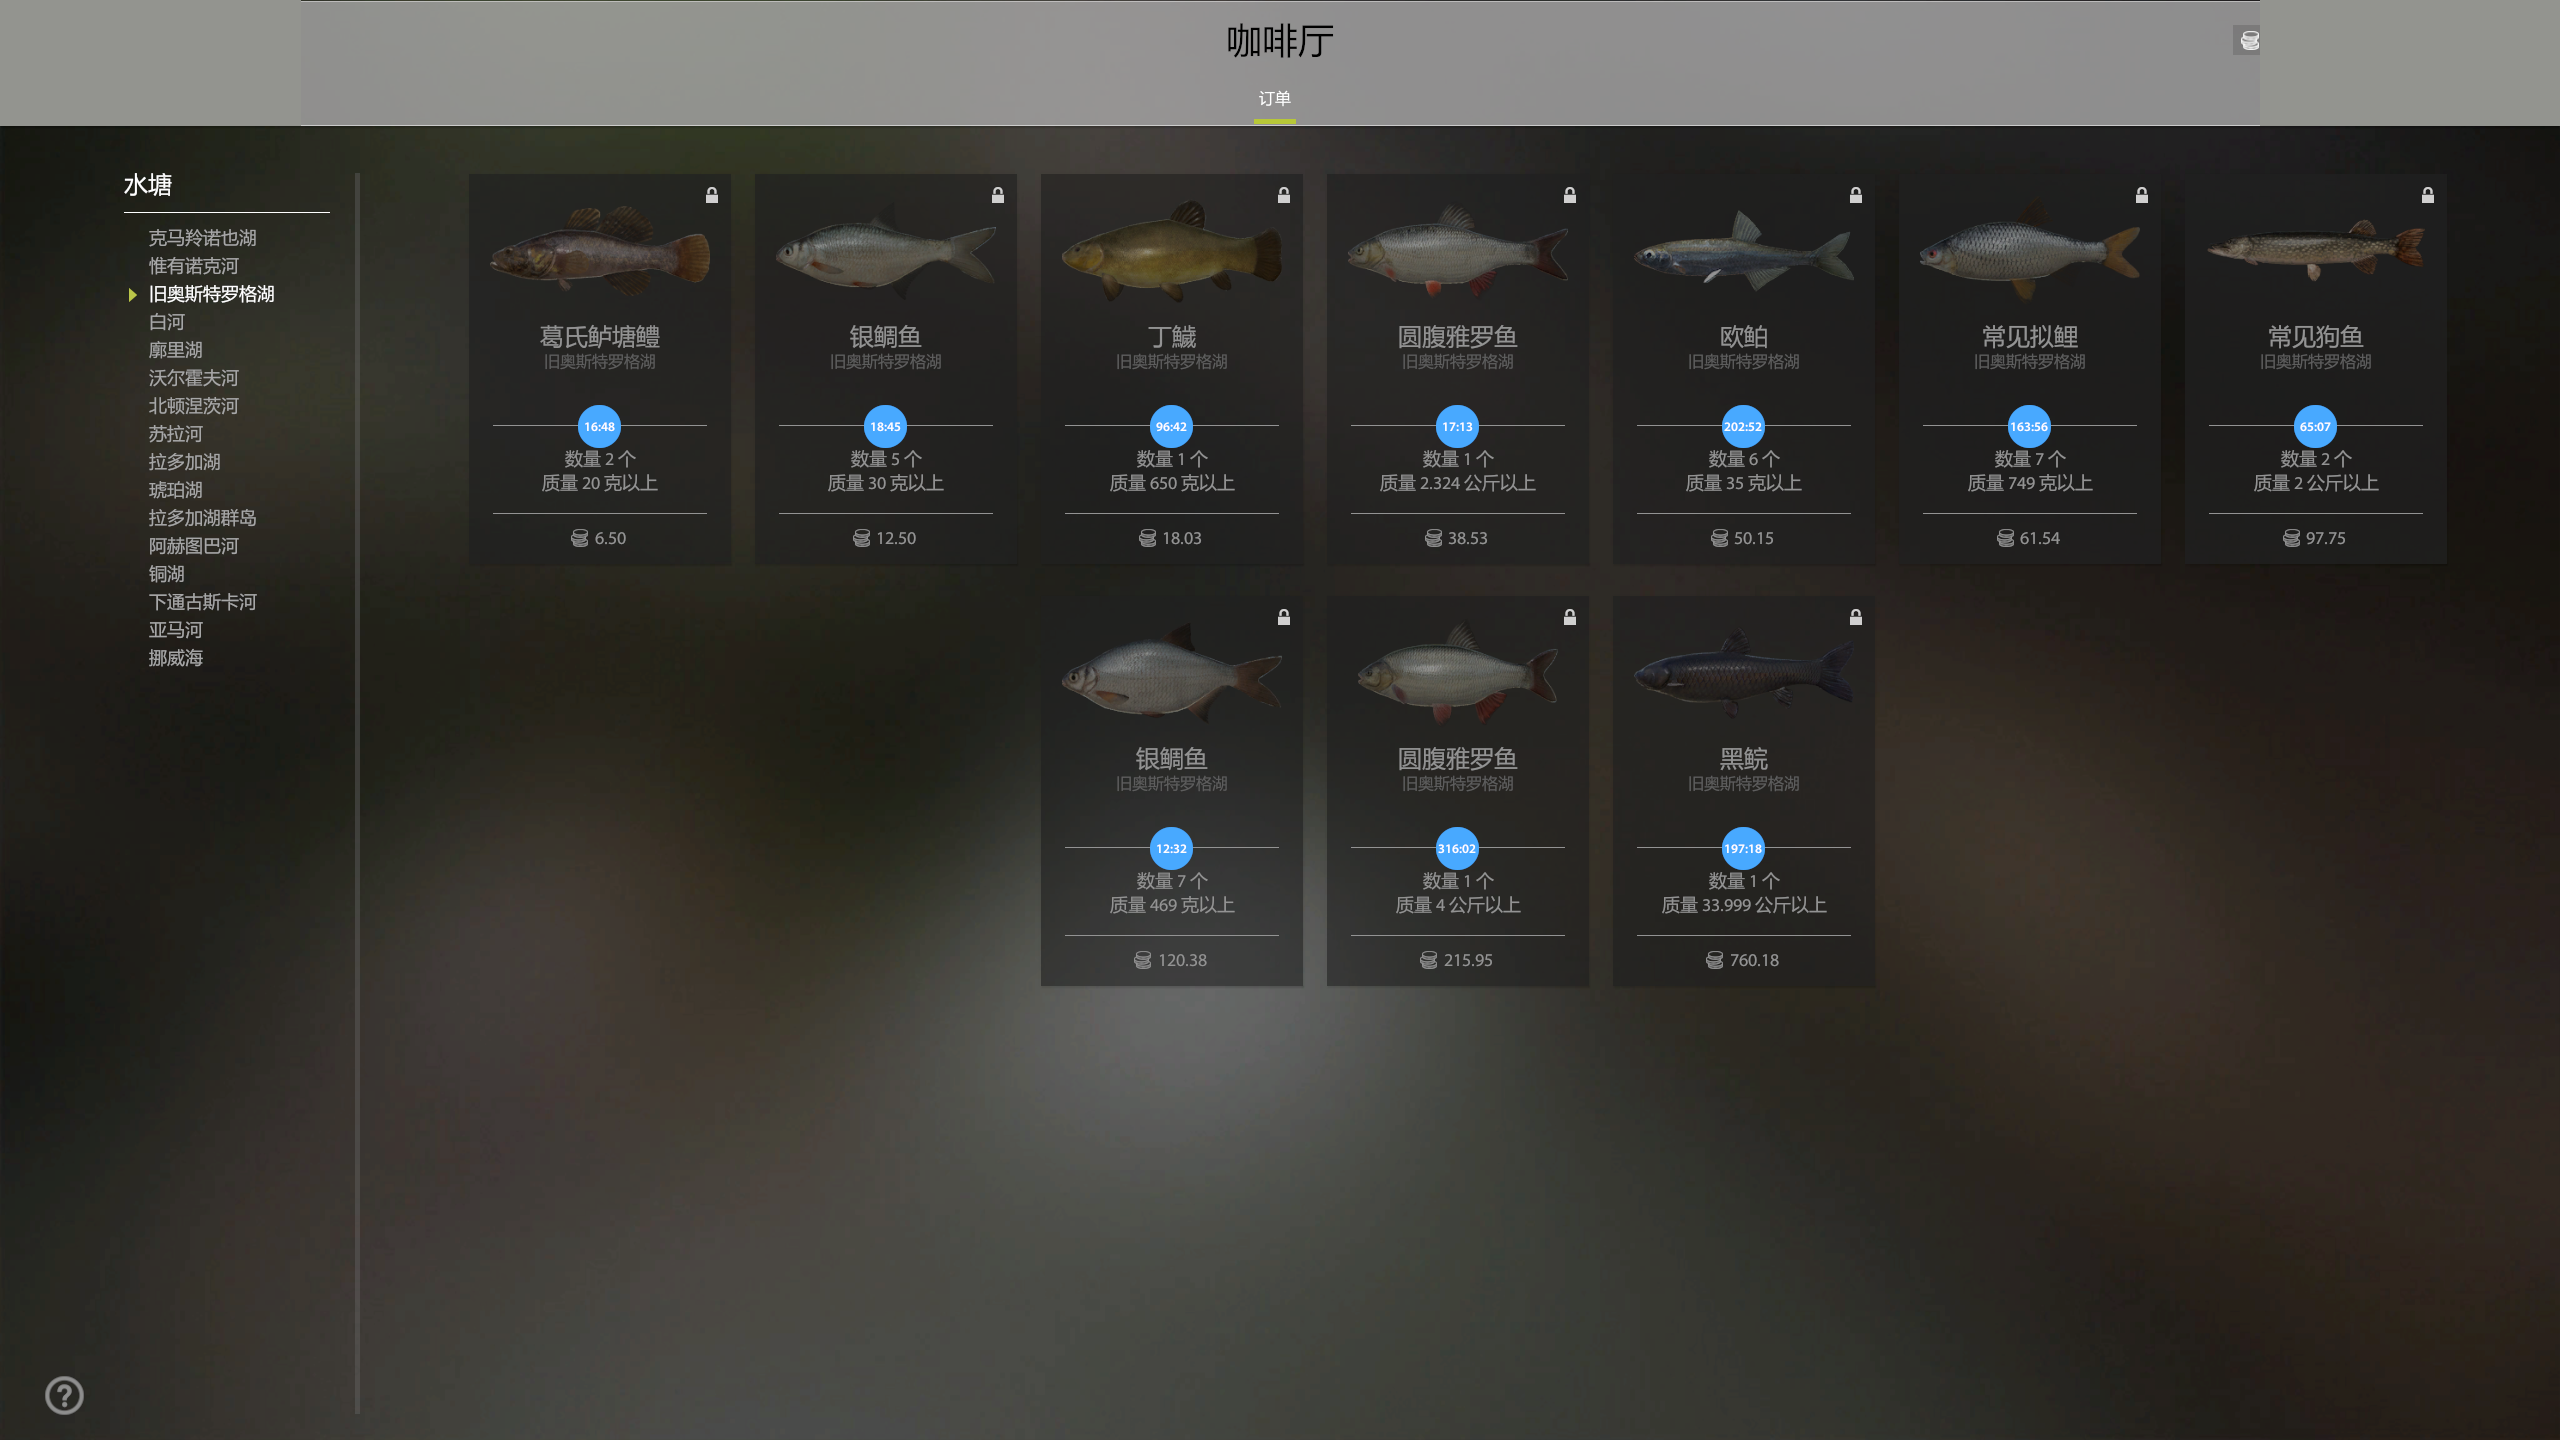 咖啡厅
订单
水塘
克马羚诺也湖
惟有诺克河
旧奥斯特罗格湖
白河
廓里湖
沃尔霍夫河
北顿涅茨河
苏拉河
拉多加湖
琥珀湖
拉多加湖群岛
阿赫图巴河
铜湖
下通古斯卡河
亚马河
挪威海
葛氏鲈塘鳢
旧奥斯特罗格湖
16:48
数量 2 个
质量 20 克以上
6.50
银鲷鱼
旧奥斯特罗格湖
18:45
数量 5 个
质量 30 克以上
12.50
丁鱥
旧奥斯特罗格湖
96:42
数量 1 个
质量 650 克以上
18.03
圆腹雅罗鱼
旧奥斯特罗格湖
17:13
数量 1 个
质量 2.324 公斤以上
38.53
欧鲌
旧奥斯特罗格湖
202:52
数量 6 个
质量 35 克以上
50.15
常见拟鲤
旧奥斯特罗格湖
163:56
数量 7 个
质量 749 克以上
61.54
常见狗鱼
旧奥斯特罗格湖
65:07
数量 2 个
质量 2 公斤以上
97.75
银鲷鱼
旧奥斯特罗格湖
12:32
数量 7 个
质量 469 克以上
120.38
圆腹雅罗鱼
旧奥斯特罗格湖
316:02
数量 1 个
质量 4 公斤以上
215.95
黑鲩
旧奥斯特罗格湖
197:18
数量 1 个
质量 33.999 公斤以上
760.18
?